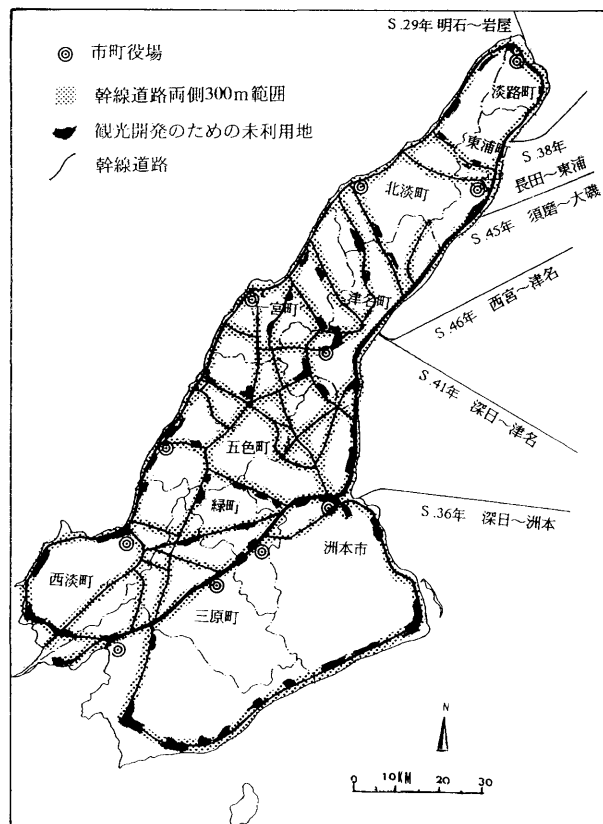 S.29年 明石～岩屋
市町役場
幹線道路両側300m範囲
観光開発のための未利用地
幹線道路
淡路町
東浦町
S.38年
長田～東浦
北淡町
S.45年 須磨～大磯
S.46年 西宮～津名
津名町
一宮町
S.41年 深日～津名
五色町
緑町
S.36年 深日～洲本
洲本市
西淡町
三原町
N
0 10KM 20 30